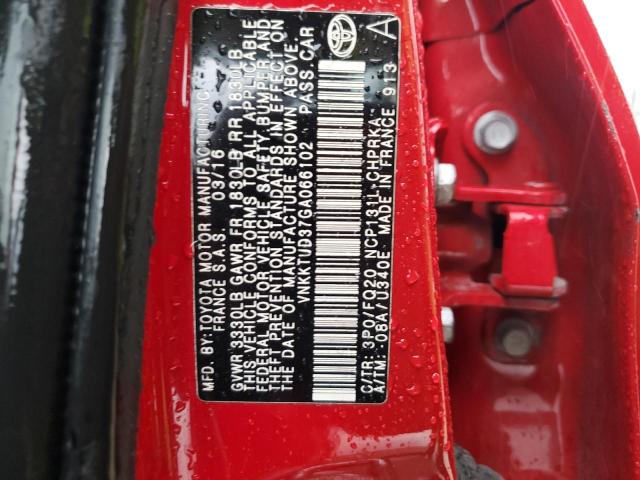 MFD. BY:TOYOTA MOTOR MANUFACTURING
FRANCE S.A.S. 03/16
GVWR 3330LB GAWR FR 1830LB RR 1830LB
THIS VEHICLE CONFORMS TO ALL APPLICABLE
FEDERAL MOTOR VEHICLE SAFETY, BUMPER AND
THEFT PREVENTION STANDARDS IN EFFECT ON
THE DATE OF MANUFACTURE SHOWN ABOVE.
VNKKTUD37GA066102 PASS.CAR
C/TR: 3P0/FQ20 NCP131L-CHPRKA
A/TM: -08A/U340E MADE IN FRANCE 913
A